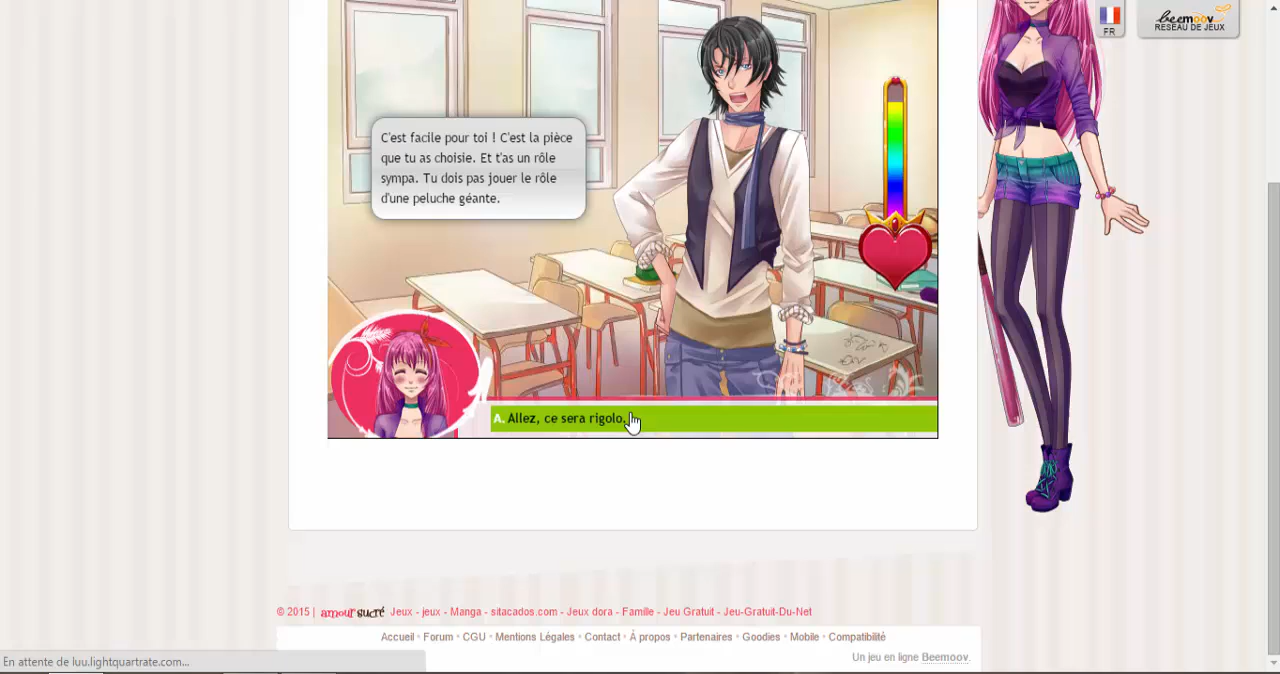 FR
beemoov
RESEAU DE JEUX
C'est facile pour toi ! C'est la pièce
que tu as choisie. Et t'as un rôle
sympa. Tu dois pas jouer le rôle
d'une peluche géante.
A. Allez, ce sera rigolo.
© 2015 | amour sucré Jeux - jeux - Manga - sitacados.com - Jeux dora - Famille - Jeu Gratuit - Jeu-Gratuit-Du-Net
Accueil • Forum • CGU • Mentions Légales • Contact • Á propos • Partenaires • Goodies • Mobile • Compatibilité
Un jeu en ligne Beemoov.
En attente de luu.lightquartrate.com...